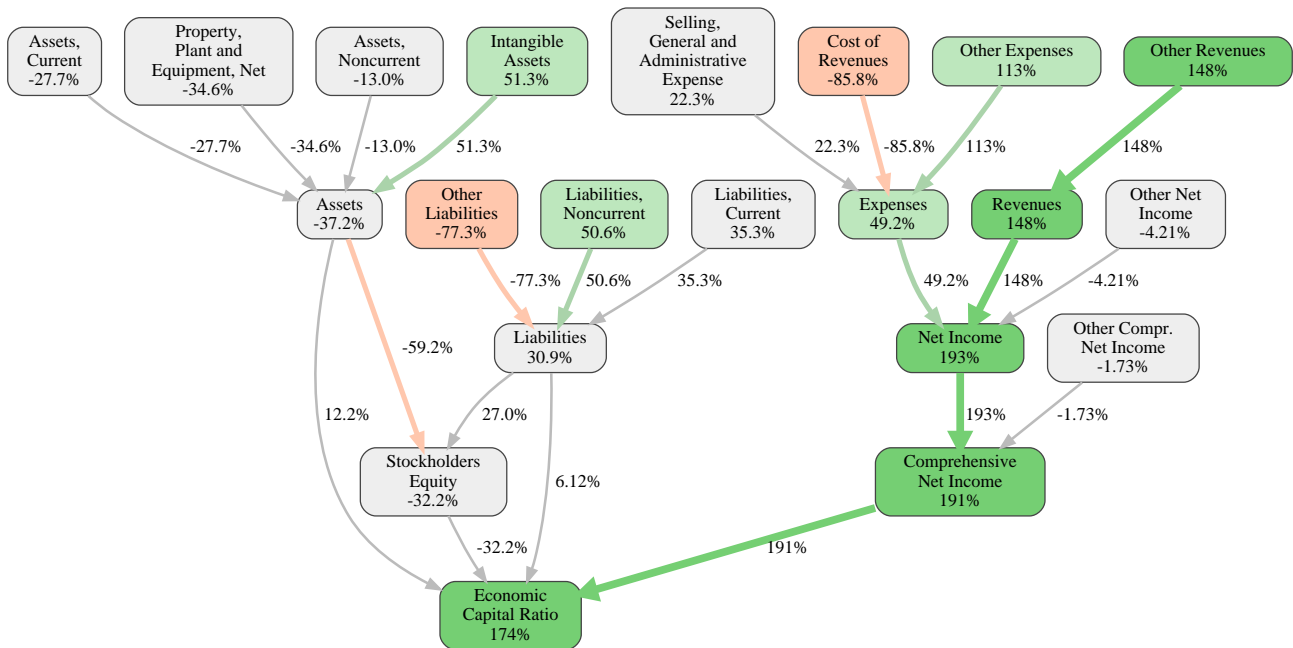 Assets,
Current
-27.7%
Property,
Plant and
Equipment, Net
-34.6%
Assets,
Noncurrent
-13.0%
Intangible
Assets
51.3%
Selling,
General and
Administrative
Expense
22.3%
Cost of
Revenues
-85.8%
Other Expenses
113%
Other Revenues
148%
-27.7%
-34.6%
-13.0%
51.3%
22.3%
-85.8%
113%
148%
Assets
-37.2%
Other
Liabilities
-77.3%
Liabilities,
Noncurrent
50.6%
Liabilities,
Current
35.3%
Expenses
49.2%
Revenues
148%
Other Net
Income
-4.21%
-77.3%
50.6%
35.3%
49.2%
148%
-4.21%
-59.2%
Liabilities
30.9%
Net Income
193%
Other Compr.
Net Income
-1.73%
12.2%
27.0%
6.12%
193%
-1.73%
Stockholders
Equity
-32.2%
Comprehensive
Net Income
191%
-32.2%
191%
Economic
Capital Ratio
174%